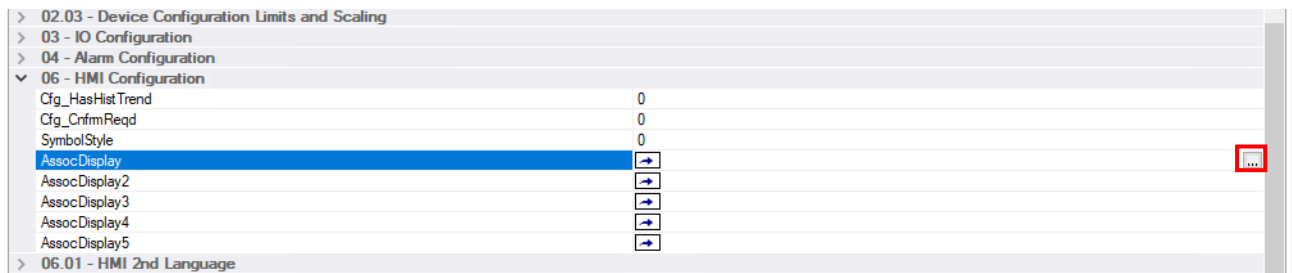 02.03 - Device Configuration Limits and Scaling
03 - IO Configuration
04 - Alarm Configuration
06 - HMI Configuration
Cfg_HasHistTrend 0
Cfg_CnfrmReqd 0
SymbolStyle 0
AssocDisplay ...
AssocDisplay2
AssocDisplay3
AssocDisplay4
AssocDisplay5
06.01 - HMI 2nd Language